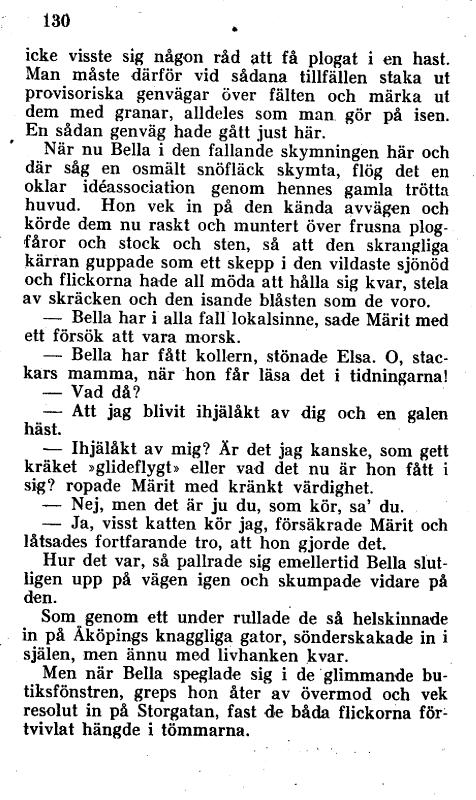 130
icke visste sig någon råd att få plogat i en hast.
Man måste därför vid sådana tillfällen staka ut
provisoriska genvägar över fälten och märka ut
dem med granar, alldeles som man gör på isen.
En sådan genväg hade gått just här.
När nu Bella i den fallande skymningen här och
där såg en osmält snöfläck skymta, flög det en
oklar idéassociation genom hennes gamla trötta
huvud. Hon vek in på den kända avvägen och
körde dem nu raskt och muntert över frusna plog-
fåror och stock och sten, så att den skrangliga
kärran guppade som ett skepp i den vildaste sjönöd
och flickorna hade all möda att hålla sig kvar, stela
av skräcken och den isande blåsten som de voro.
— Bella har i alla fall lokalsinne, sade Märit med
ett försök att vara morsk.
— Bella har fått kollern, stönade Elsa. O, stac-
kars mamma, när hon får läsa det i tidningarna!
— Vad då?
— Att jag blivit ihjälåkt av dig och en galen
häst.
— Ihjälåkt av mig? Är det jag kanske, som gett
kräket »glideflygt» eller vad det nu är hon fått i
sig? ropade Märit med kränkt värdighet.
— Nej, men det är ju du, som kör, sa' du.
— Ja, visst katten kör jag, försäkrade Märit och
låtsades fortfarande tro, att hon gjorde det.
Hur det var, så pallrade sig emellertid Bella slut-
ligen upp på vägen igen och skumpade vidare på
den.
Som genom ett under rullade de så helskinnade
in på Åköpings knaggliga gator, sönderskakade in i
själen, men ännu med livhanken kvar.
Men när Bella speglade sig i de glimmande bu-
tiksfönstren, greps hon åter av övermod och vek
resolut in på Storgatan, fast de båda flickorna för-
tvivlat hängde i tömmarna.